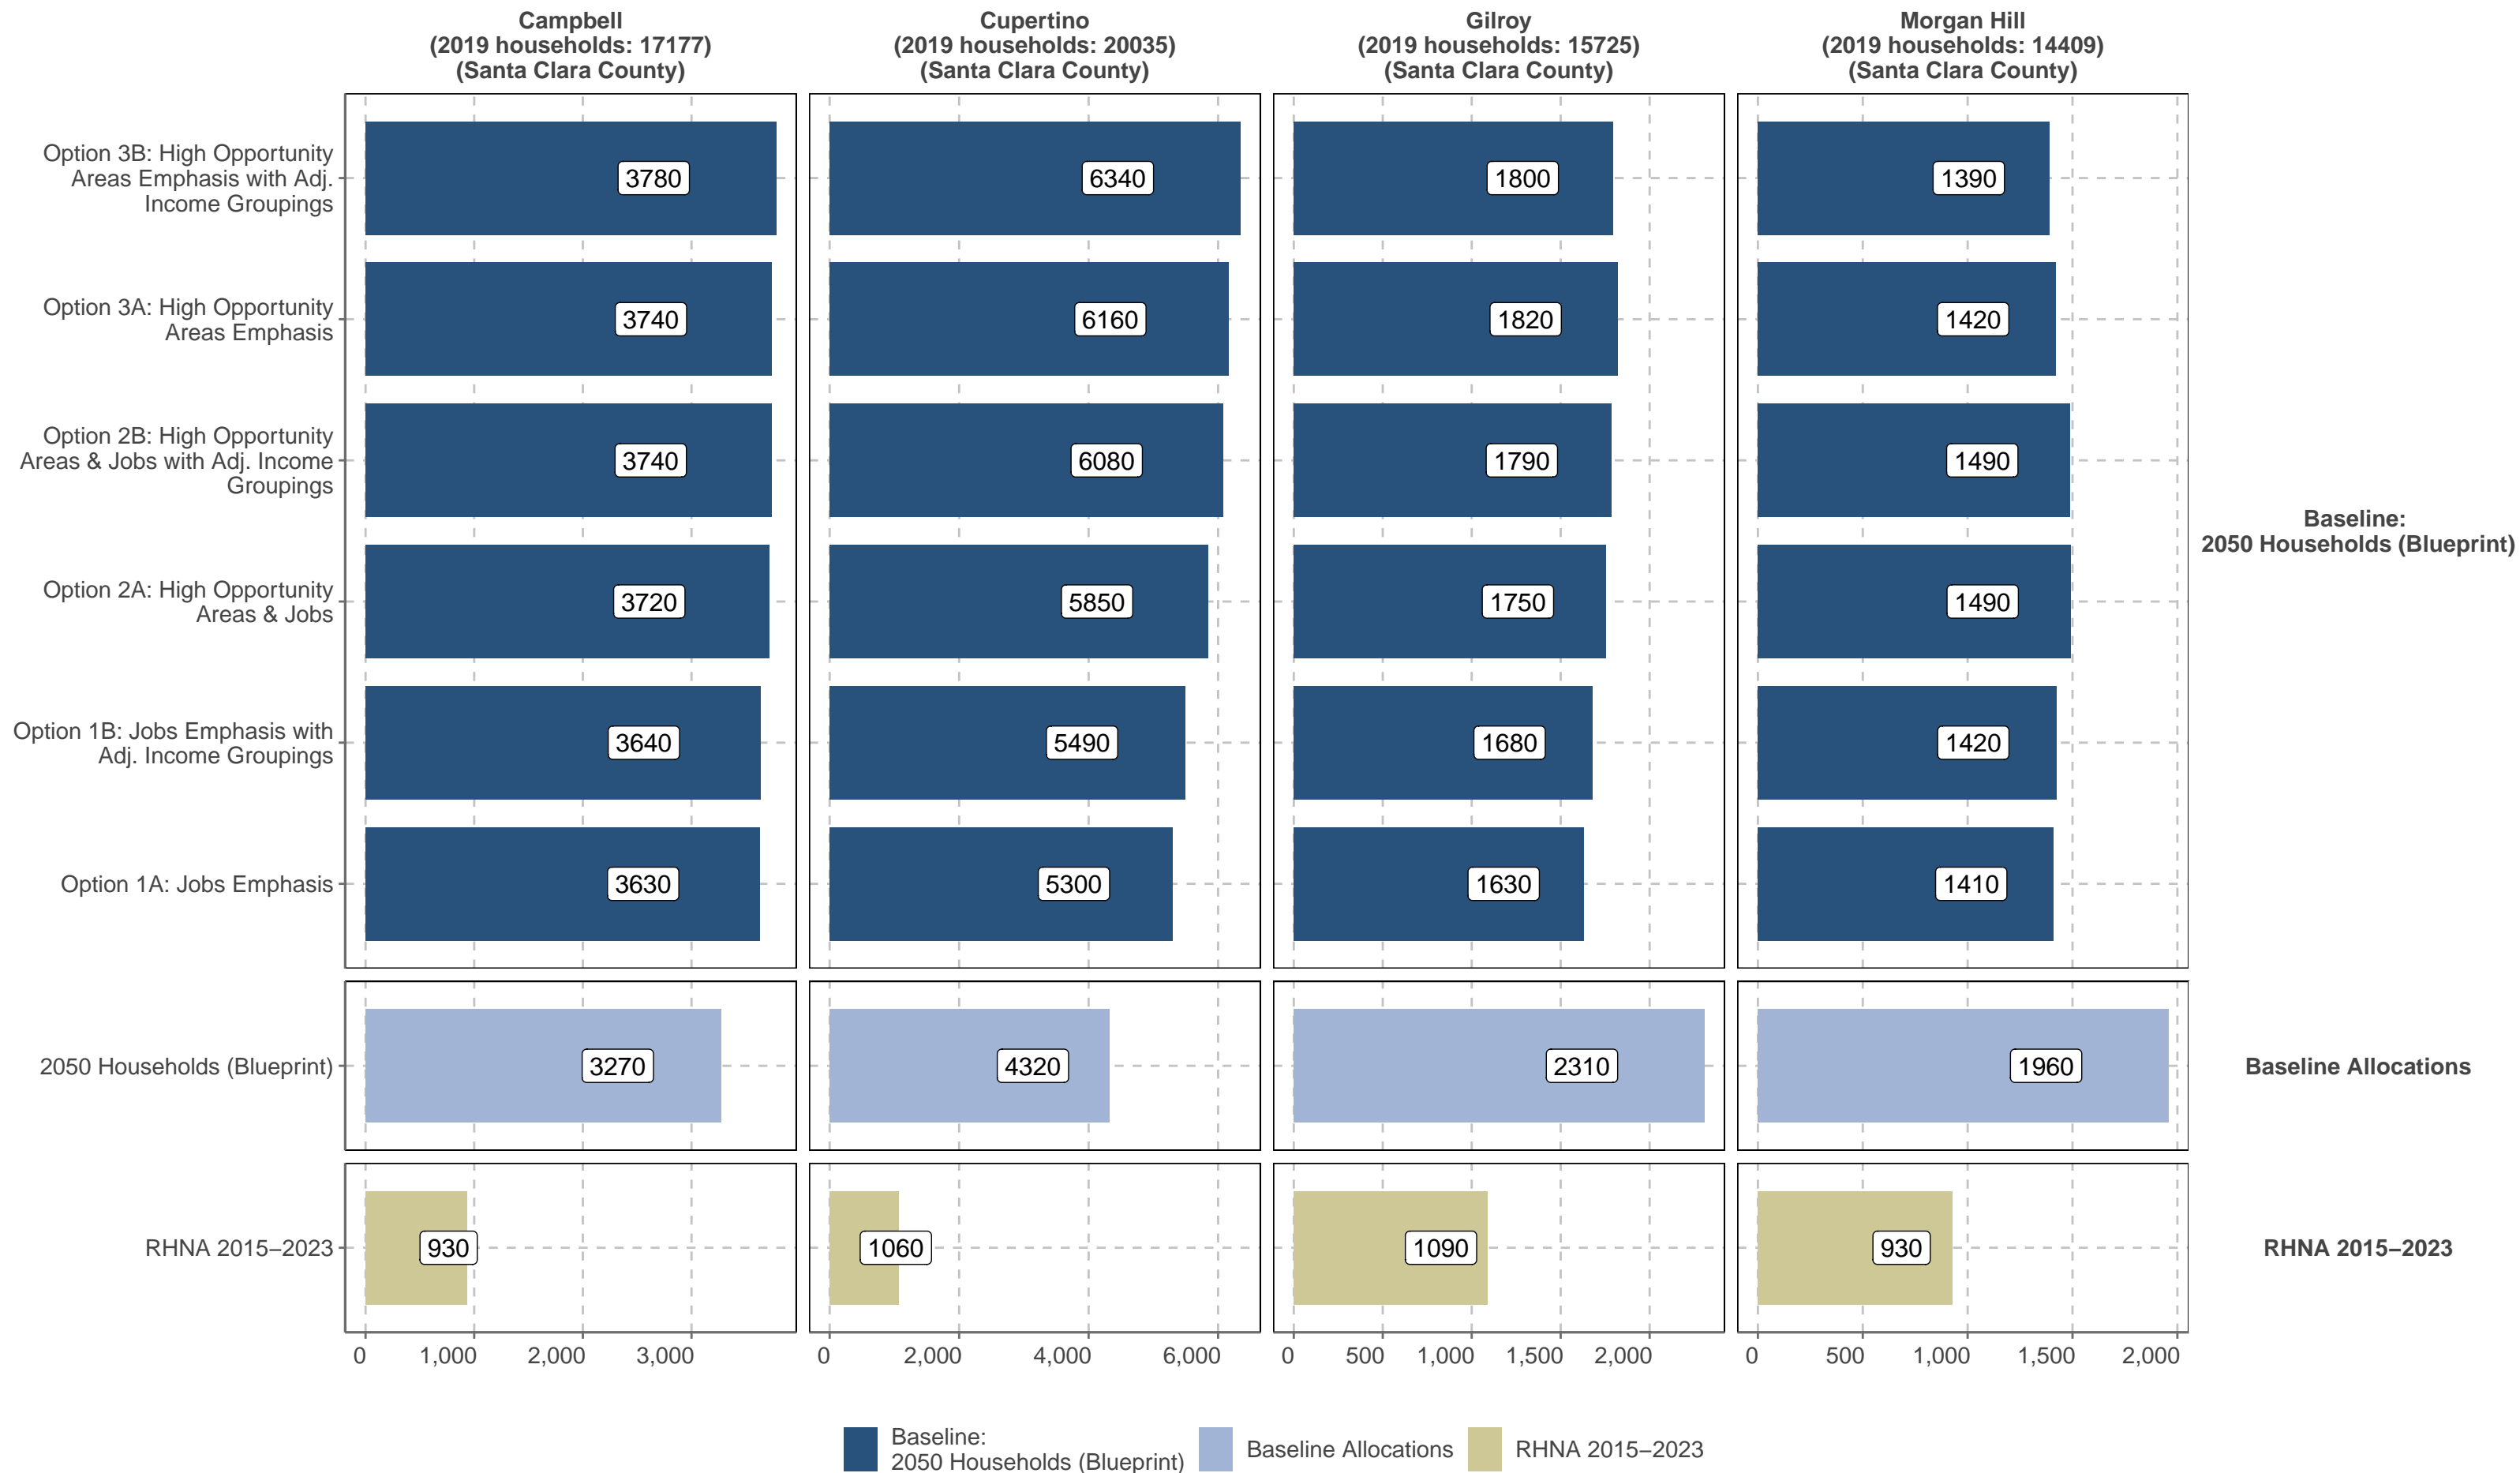 Campbell
(2019 households: 17177)
(Santa Clara County)
Cupertino
(2019 households: 20035)
(Santa Clara County)
Gilroy
(2019 households: 15725)
(Santa Clara County)
Morgan Hill
(2019 households: 14409)
(Santa Clara County)
Option 3B: High Opportunity
Areas Emphasis with Adj.
Income Groupings
3780
6340
1800
1390
Option 3A: High Opportunity
Areas Emphasis
3740
6160
1820
1420
Option 2B: High Opportunity
Areas & Jobs with Adj. Income
Groupings
3740
6080
1790
1490
Baseline:
2050 Households (Blueprint)
Option 2A: High Opportunity
Areas & Jobs
3720
5850
1750
1490
Option 1B: Jobs Emphasis with
Adj. Income Groupings
3640
5490
1680
1420
Option 1A: Jobs Emphasis
3630
5300
1630
1410
2050 Households (Blueprint)
3270
4320
2310
1960
Baseline Allocations
RHNA 2015−2023
930
1060
1090
930
RHNA 2015−2023
0 1,000 2,000 3,000
0 2,000 4,000 6,000
0 500 1,000 1,500 2,000
0 500 1,000 1,500 2,000
Baseline:
2050 Households (Blueprint)
Baseline Allocations
RHNA 2015−2023